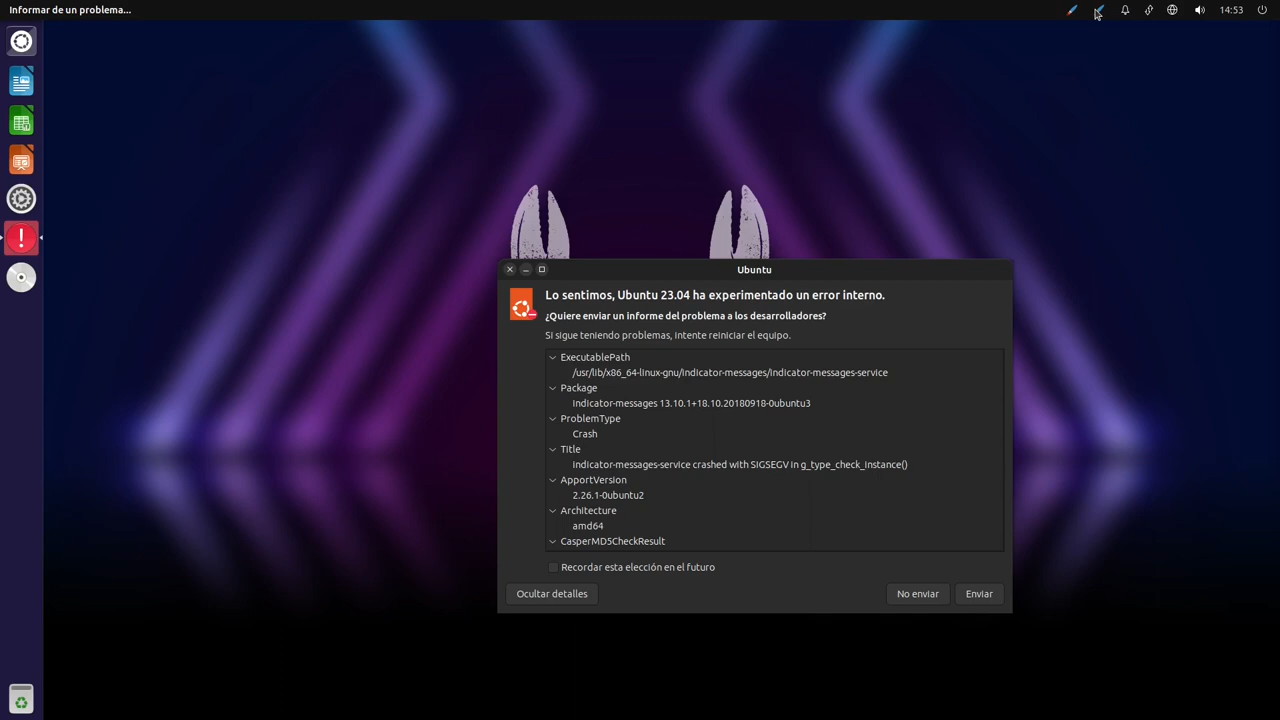 Informar de un problema...
14:53
Ubuntu
Lo sentimos, Ubuntu 23.04 ha experimentado un error interno.
¿Quiere enviar un informe del problema a los desarrolladores?
Si sigue teniendo problemas, intente reiniciar el equipo.
ExecutablePath
/usr/lib/x86_64-linux-gnu/indicator-messages/indicator-messages-service
Package
indicator-messages 13.10.1+18.10.20180918-0ubuntu3
ProblemType
Crash
Title
indicator-messages-service crashed with SIGSEGV in g_type_check_instance()
ApportVersion
2.26.1-0ubuntu2
Architecture
amd64
CasperMD5CheckResult
Recordar esta elección en el futuro
Ocultar detalles
No enviar
Enviar